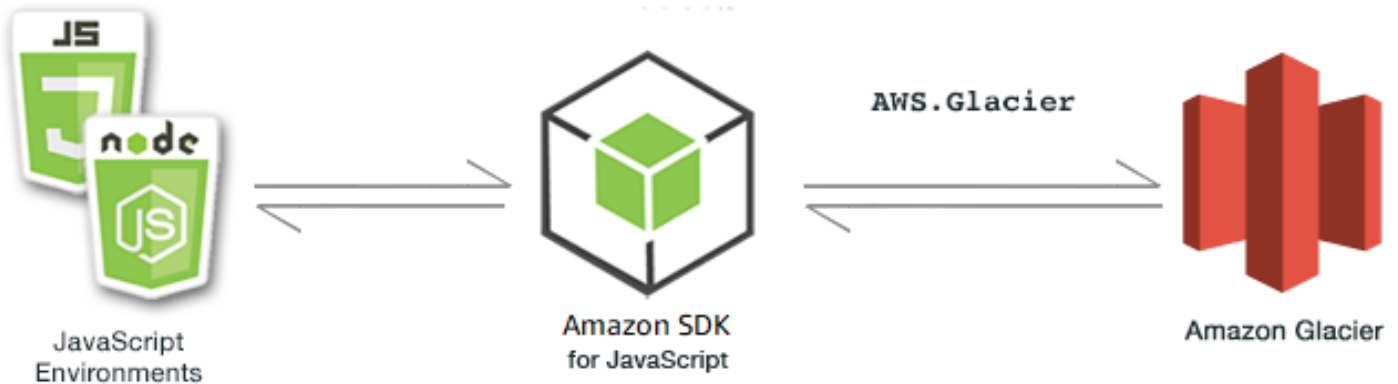 JS
node
JS
JavaScript
Environments
Amazon SDK
for JavaScript
AWS.Glacier
Amazon Glacier